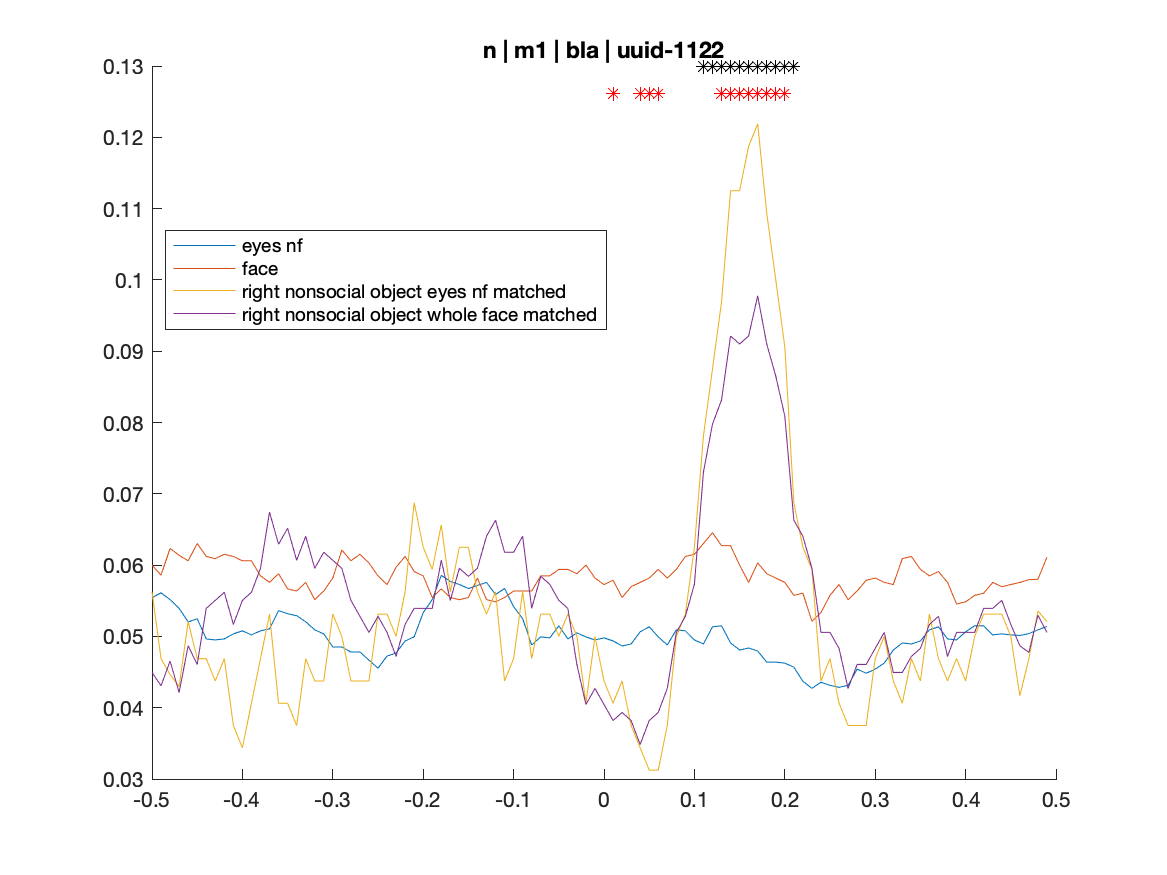 n | m1 | bla | uuid-1122
0.13
0.12
0.11
0.1
0.09
0.08
0.07
0.06
0.05
0.04
0.03
eyes nf
face
right nonsocial object eyes nf matched
right nonsocial object whole face matched
-0.5 -0.4 -0.3 -0.2 -0.1 0 0.1 0.2 0.3 0.4 0.5